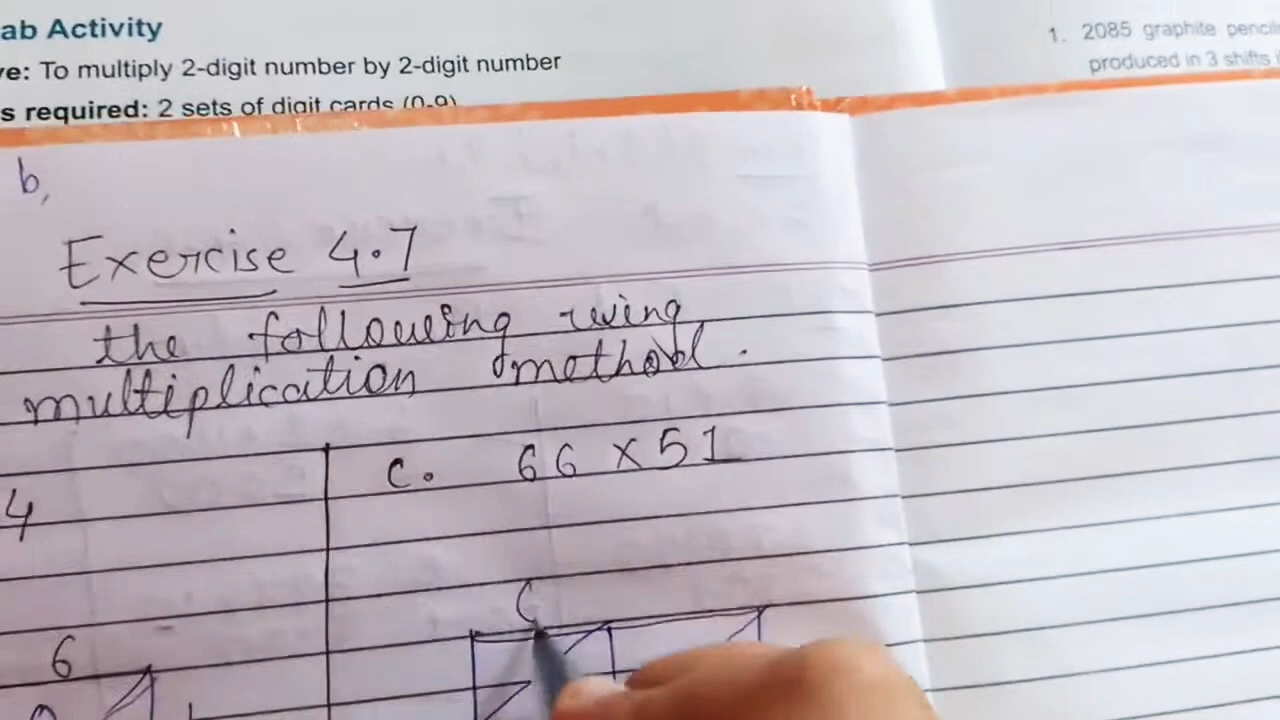 ab Activity
ve: To multiply 2-digit number by 2-digit number
s required: 2 sets of digit cards (0-9)
1. 2085 graphite pencil
produced in 3 shifts
b,
Exercise 4.7
the following using
multiplication method.
4
c. 66 × 51
6